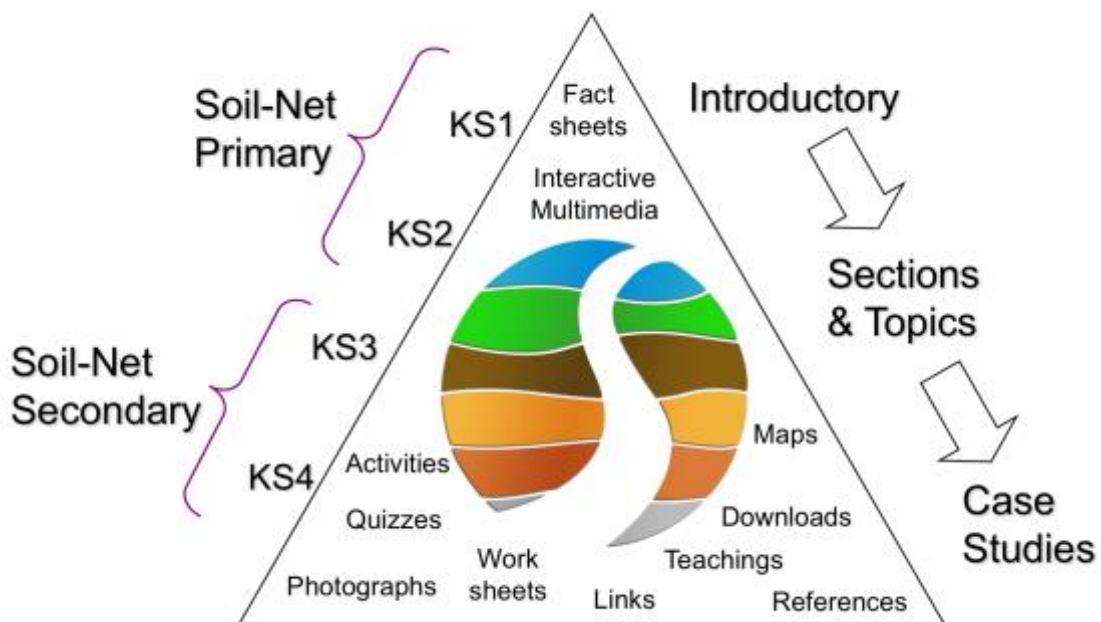 Soil-Net
Primary
KS1
KS2
Soil-Net
Secondary
KS3
KS4
Fact
sheets
Interactive
Multimedia
Activities
Quizzes
Photographs
Work
sheets
Links
Maps
Downloads
Teachings
References
Introductory
Sections
& Topics
Case
Studies